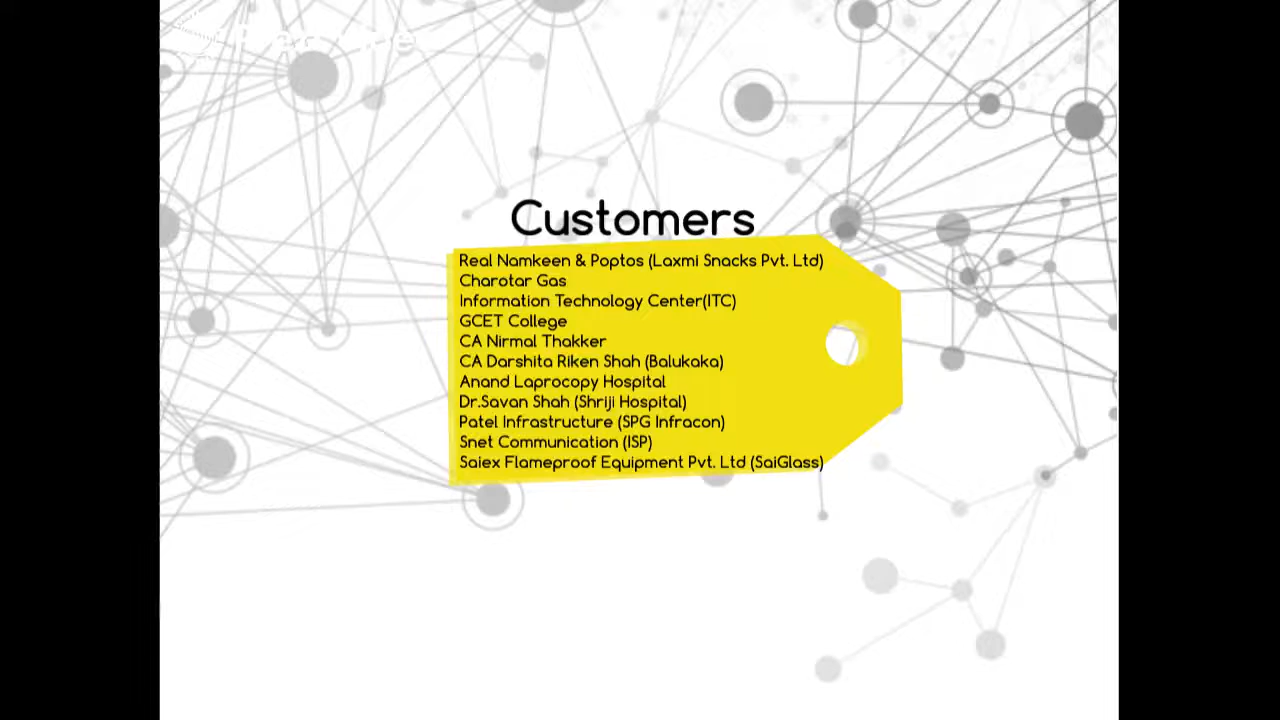 Customers
Real Namkeen & Poptos (Laxmi Snacks Pvt. Ltd)
Charotar Gas
Information Technology Center(ITC)
GCET College
CA Nirmal Thakker
CA Darshita Riken Shah (Balukaka)
Anand Laprocopy Hospital
Dr.Savan Shah (Shriji Hospital)
Patel Infrastructure (SPG Infracon)
Snet Communication (ISP)
Saiex Flameproof Equipment Pvt. Ltd (SaiGlass)